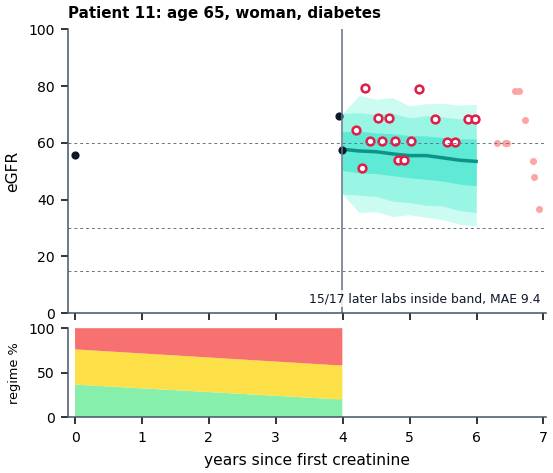 Patient 11: age 65, woman, diabetes
100
80
60
40
20
0
eGFR
15/17 later labs inside band, MAE 9.4
100
50
0
regime %
0 1 2 3 4 5 6 7
years since first creatinine